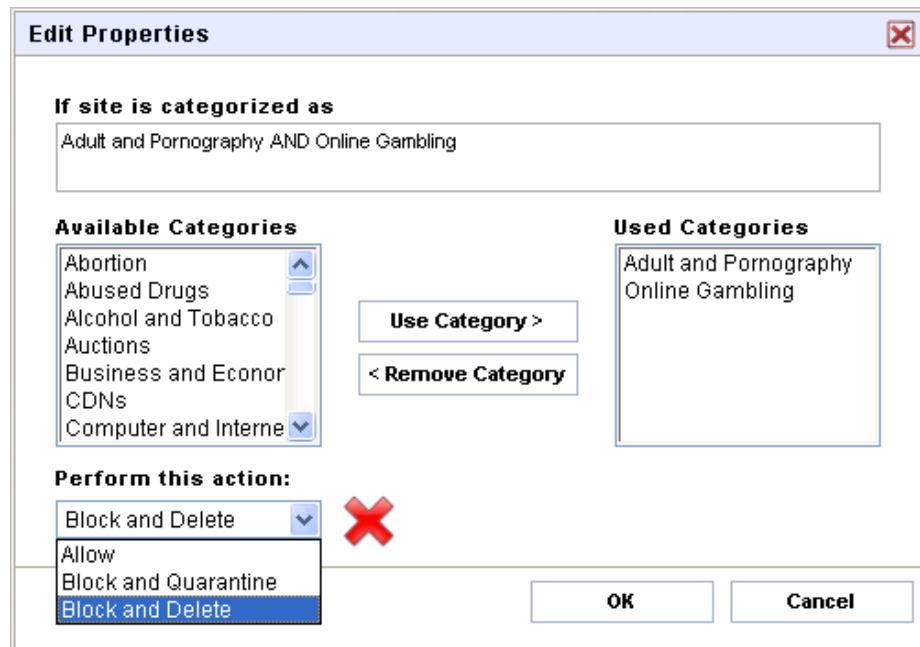 Edit Properties
If site is categorized as
Adult and Pornography AND Online Gambling
Available Categories
Abortion
Abused Drugs
Alcohol and Tobacco
Auctions
Business and Econor
CDNs
Computer and Interne
Use Category >
< Remove Category
Used Categories
Adult and Pornography
Online Gambling
Perform this action:
Block and Delete
Allow
Block and Quarantine
Block and Delete
OK
Cancel